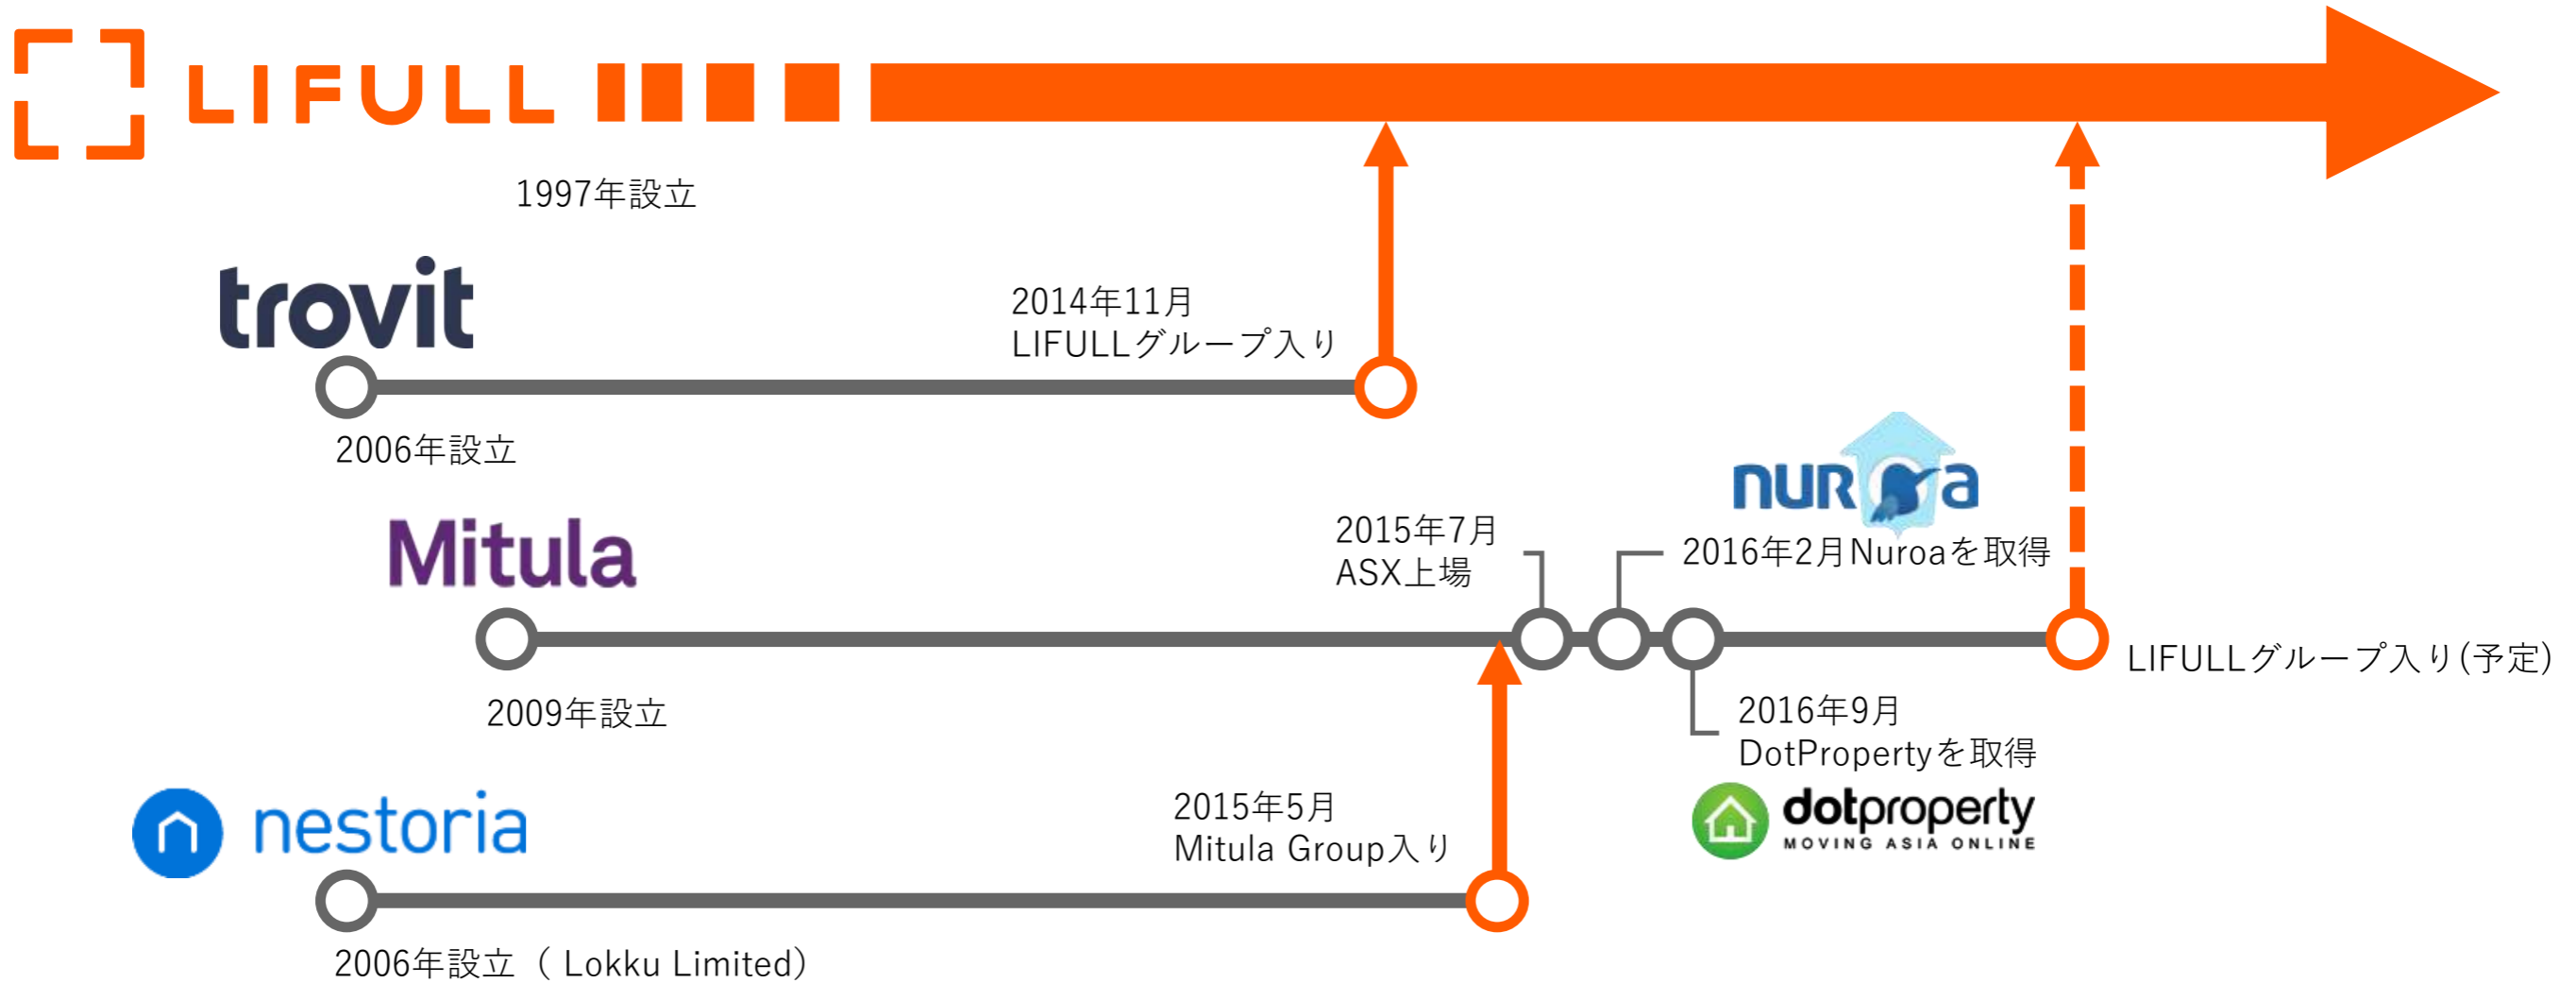 LIFULL
1997年設立
trovit
2014年11月
LIFULLグループ入り
2006年設立
Mitula
2015年7月
ASX上場
nuroa
2016年2月Nuroaを取得
LIFULLグループ入り(予定)
2009年設立
2016年9月
DotPropertyを取得
nestoria
2015年5月
Mitula Group入り
dotproperty
MOVING ASIA ONLINE
2006年設立（ Lokku Limited）